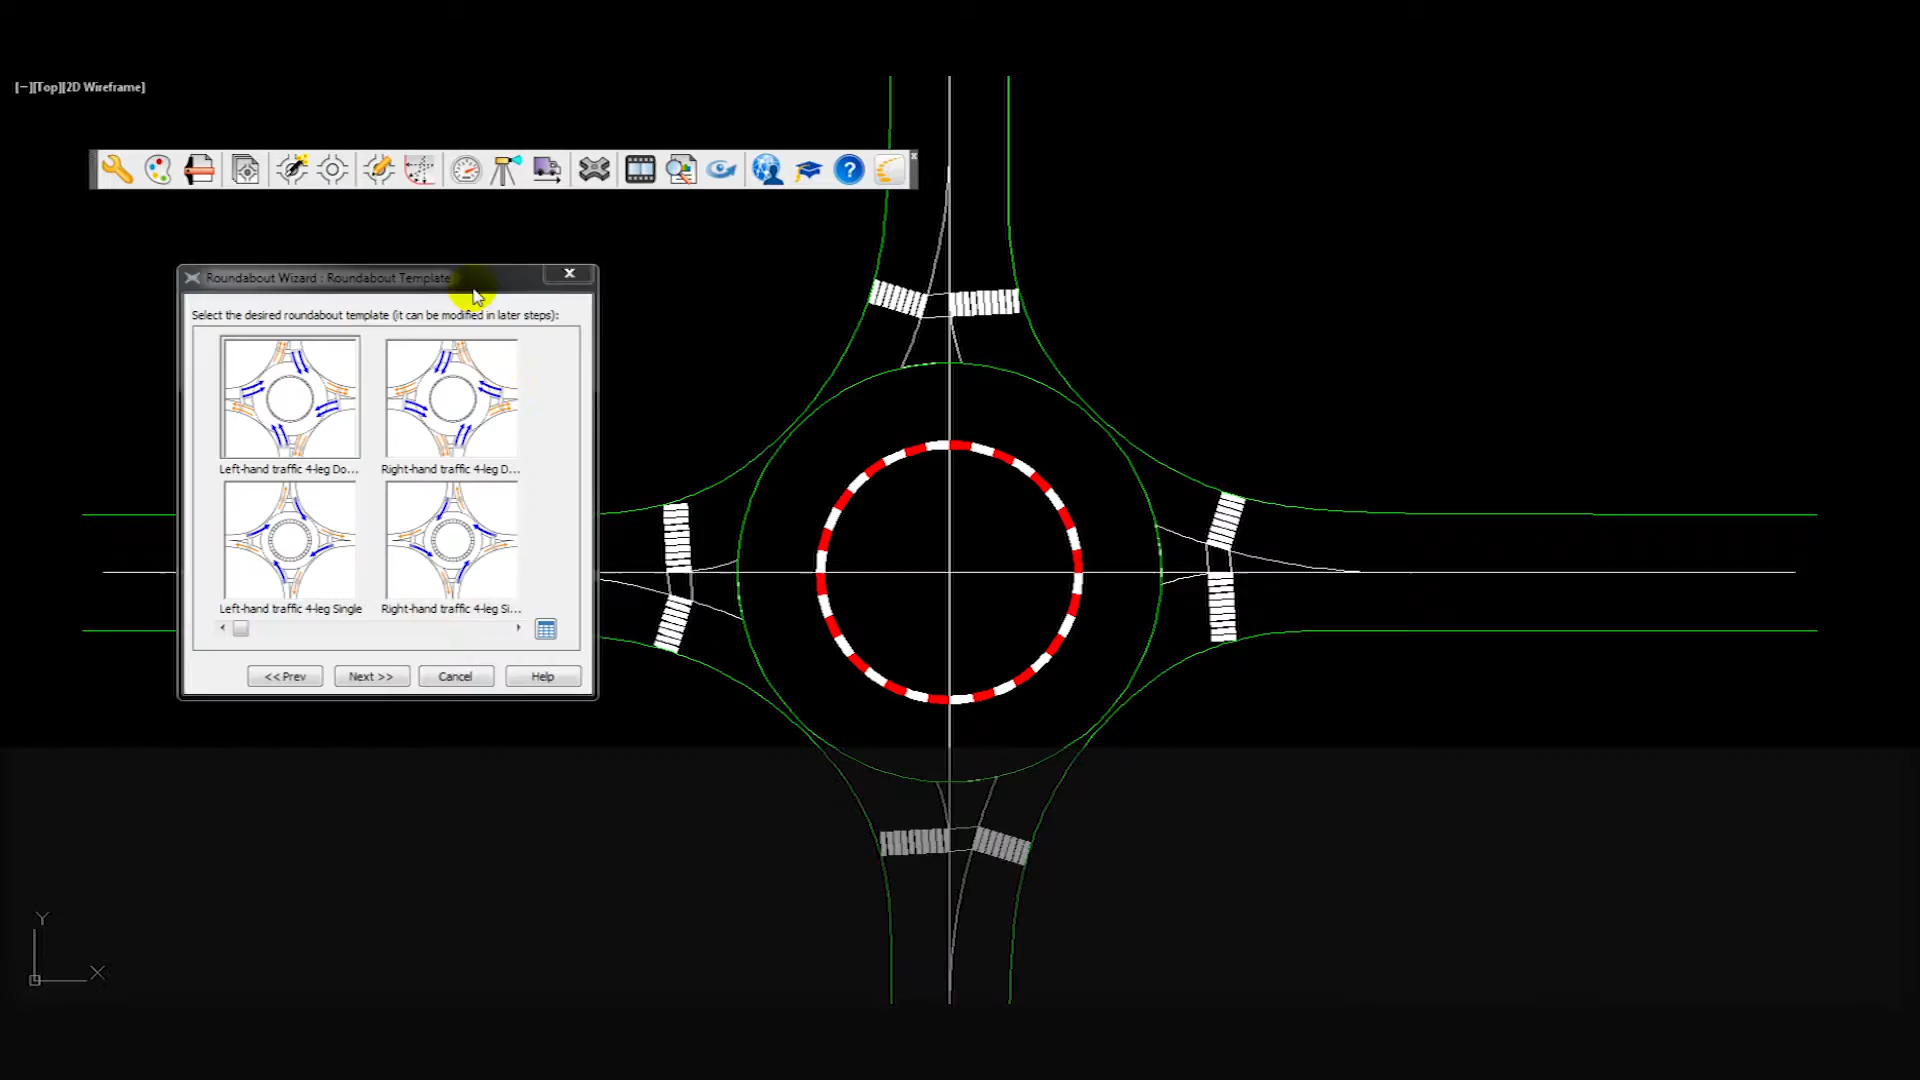 [−][Top][2D Wireframe]
?
Roundabout Wizard : Roundabout Template
Select the desired roundabout template (it can be modified in later steps):
Left-hand traffic 4-leg Do...
Right-hand traffic 4-leg D...
Left-hand traffic 4-leg Single
Right-hand traffic 4-leg Si...
<< Prev
Next >>
Cancel
Help
Y
X